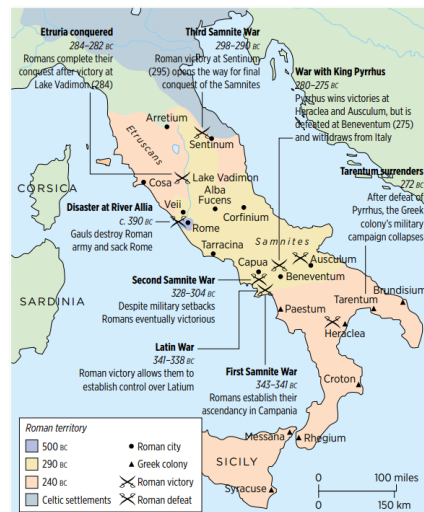 Etruria conquered
284–282 BC
Romans complete their
conquest after victory at
Lake Vadimon (284)
Third Samnite War
298–290 BC
Roman victory at Sentinum
(295) opens the way for final
conquest of the Samnites
War with King Pyrrhus
280–275 BC
Pyrrhus wins victories at
Heraclea and Ausculum, but is
defeated at Beneventum (275)
and withdraws from Italy
Arretium
Etruscans
Sentinum
Tarentum surrenders
272 BC
After defeat of
Pyrrhus, the Greek
colony's military
campaign collapses
CORSICA
Cosa
Lake Vadimon
Alba
Fucens
Veii
Corfinium
Disaster at River Allia
c. 390 BC
Gauls destroy Roman
army and sack Rome
Rome
Tarracina
Samnites
Capua
Ausculum
Beneventum
Second Samnite War
328–304 BC
Despite military setbacks
Romans eventually victorious
SARDINIA
Brundisium
Tarentum
Paestum
Heraclea
Latin War
341–338 BC
Roman victory allows them to
establish control over Latium
First Samnite War
343–341 BC
Romans establish their
ascendancy in Campania
Croton
Messana
Rhegium
SICILY
Syracuse
Roman territory
500 BC
290 BC
240 BC
Celtic settlements
Roman city
Greek colony
Roman victory
Roman defeat
0 100 miles
0 150 km